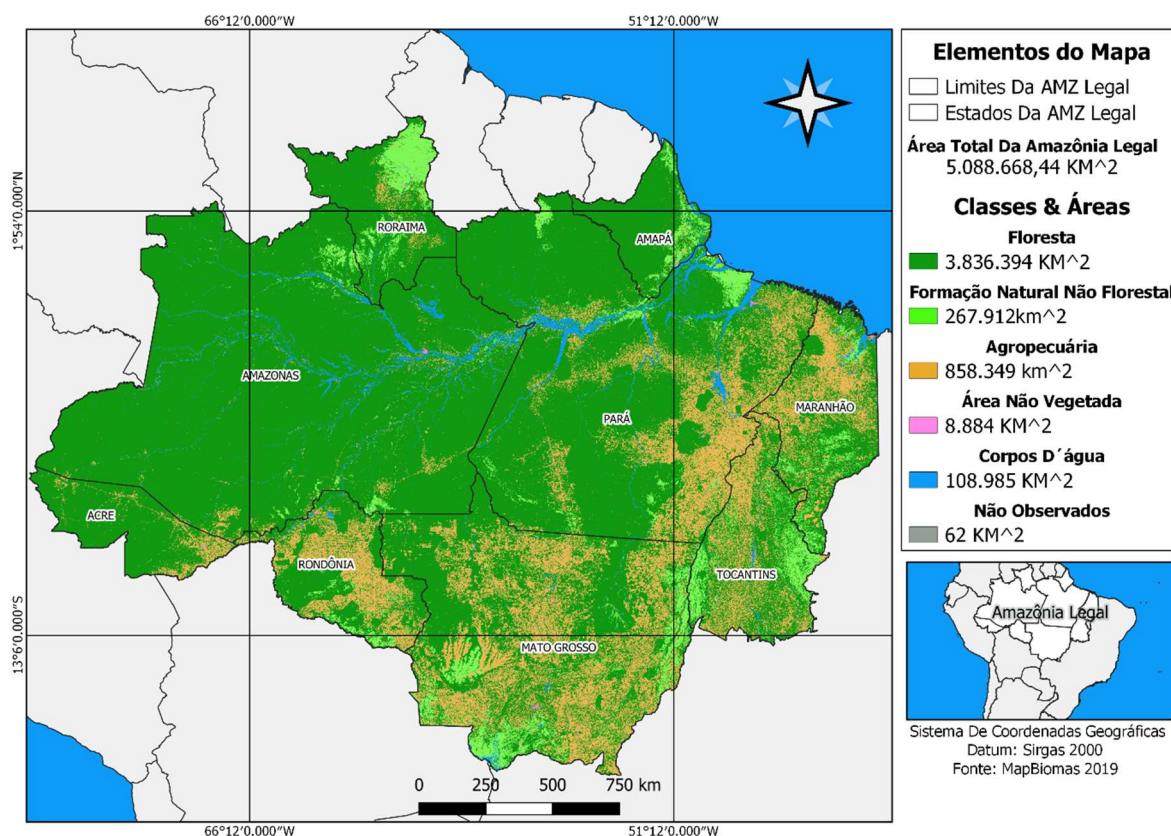 66°12′0.000″W
51°12′0.000″W
1°54′0.000″N
13°6′0.000″S
RORAIMA
AMAPÁ
AMAZONAS
PARÁ
MARANHÃO
ACRE
RONDÔNIA
TOCANTINS
MATO GROSSO
0 250 500 750 km
66°12′0.000″W
51°12′0.000″W
Elementos do Mapa
Limites Da AMZ Legal
Estados Da AMZ Legal
Área Total Da Amazônia Legal
5.088.668,44 KM^2
Classes & Áreas
Floresta
3.836.394 KM^2
Formação Natural Não Florestal
267.912km^2
Agropecuária
858.349 km^2
Área Não Vegetada
8.884 KM^2
Corpos D´água
108.985 KM^2
Não Observados
62 KM^2
Amazônia Legal
Sistema De Coordenadas Geográficas
Datum: Sirgas 2000
Fonte: MapBiomas 2019